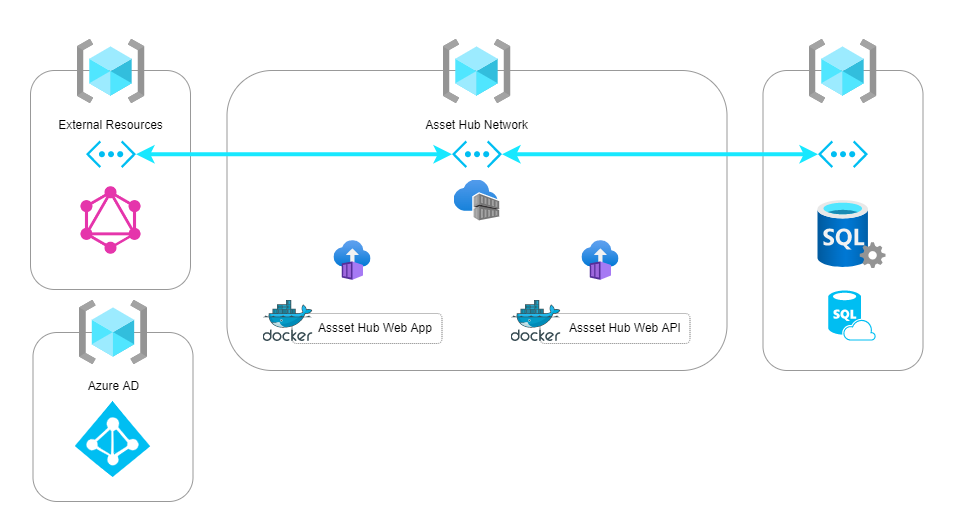 External Resources
Asset Hub Network
SQL
SQL
docker
Assset Hub Web App
docker
Assset Hub Web API
Azure AD